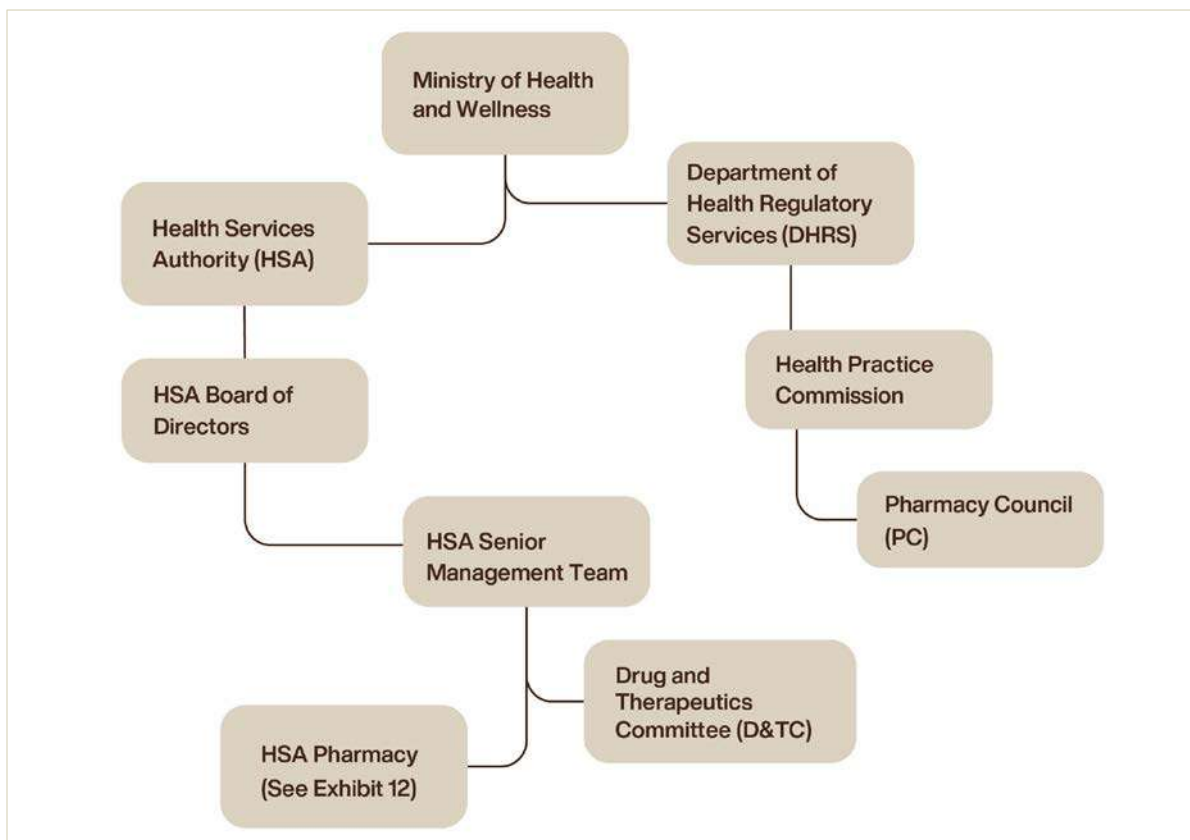 Ministry of Health
and Wellness
Department of
Health Regulatory
Services (DHRS)
Health Services
Authority (HSA)
Health Practice
Commission
HSA Board of
Directors
Pharmacy Council
(PC)
HSA Senior
Management Team
Drug and
Therapeutics
Committee (D&TC)
HSA Pharmacy
(See Exhibit 12)